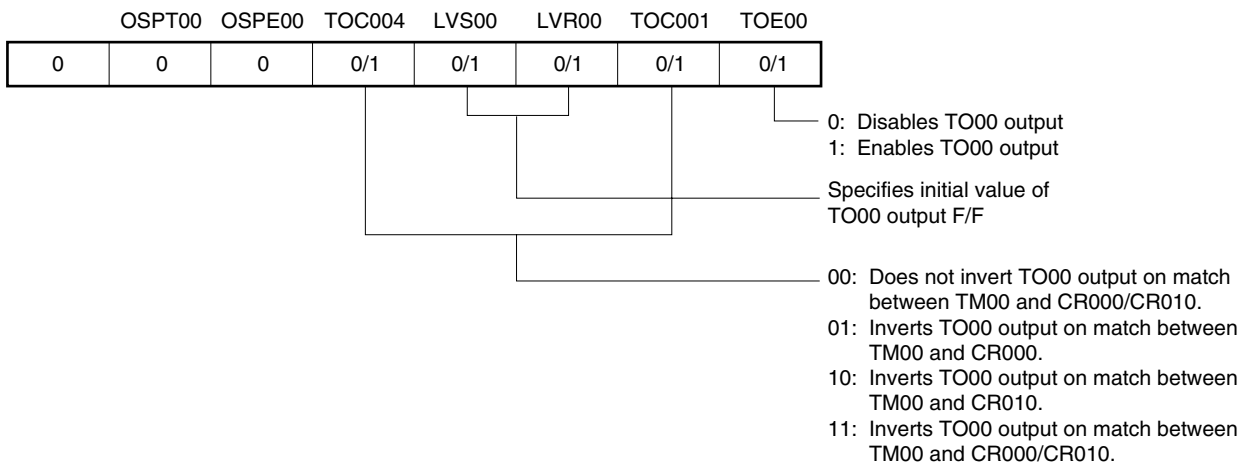 OSPT00 OSPE00 TOC004 LVS00 LVR00 TOC001 TOE00
0 0 0 0/1 0/1 0/1 0/1 0/1
0: Disables TO00 output
1: Enables TO00 output
Specifies initial value of
TO00 output F/F
00: Does not invert TO00 output on match
between TM00 and CR000/CR010.
01: Inverts TO00 output on match between
TM00 and CR000.
10: Inverts TO00 output on match between
TM00 and CR010.
11: Inverts TO00 output on match between
TM00 and CR000/CR010.